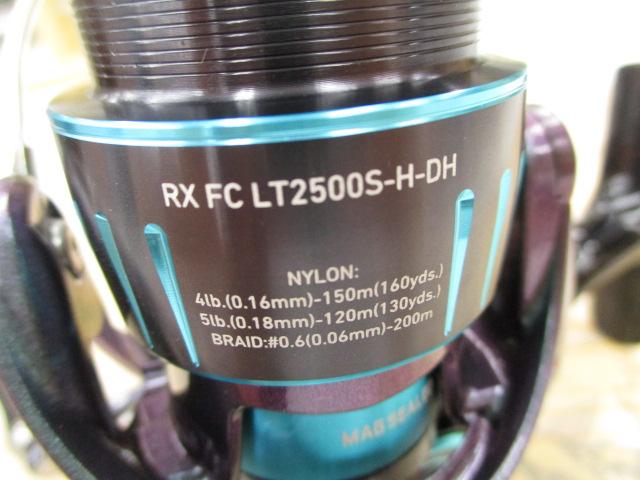 RX FC LT2500S-H-DH
NYLON:
4lb.(0.16mm)-150m(160yds.)
5lb.(0.18mm)-120m(130yds.)
BRAID:#0.6(0.06mm)-200m
MAG SEALED